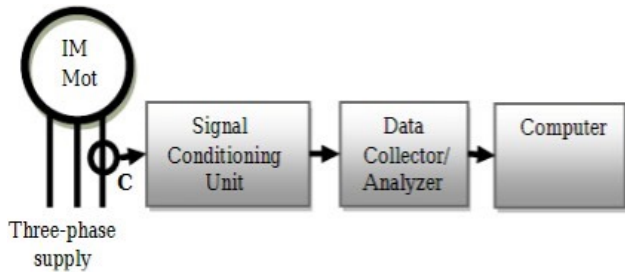 IM
Mot
Signal
Conditioning
Unit
Data
Collector/
Analyzer
Computer
C
Three-phase
supply